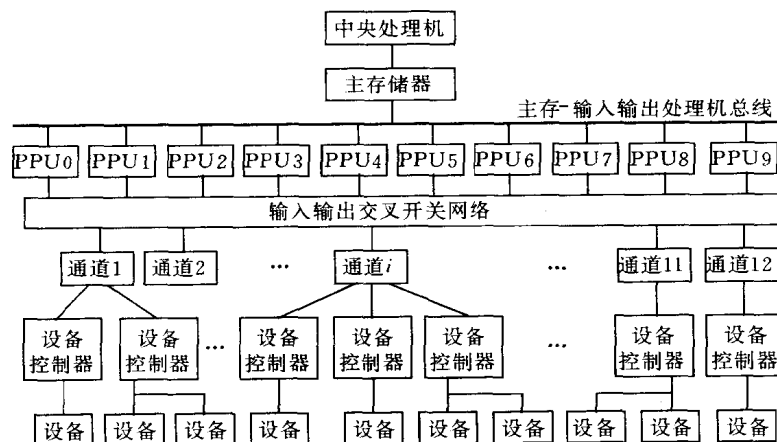 中央处理机
主存储器
主存-输入输出处理机总线
PPU0 PPU1 PPU2 PPU3 PPU4 PPU5 PPU6 PPU7 PPU8 PPU9
输入输出交叉开关网络
通道1 通道2 … 通道i … 通道11 通道12
设备 设备 设备 设备 设备 设备 设备
控制器 控制器 … 控制器 控制器 控制器 … 控制器 控制器
设备 设备 设备 设备 设备 设备 设备 设备 设备 设备